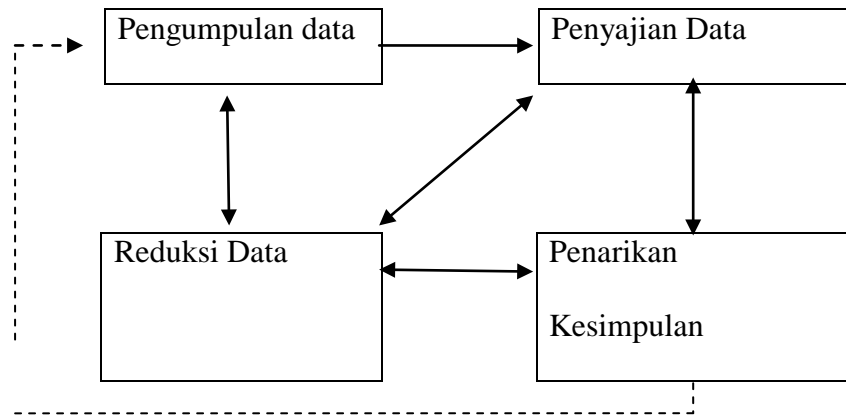 Pengumpulan data
Penyajian Data
Reduksi Data
Penarikan
Kesimpulan